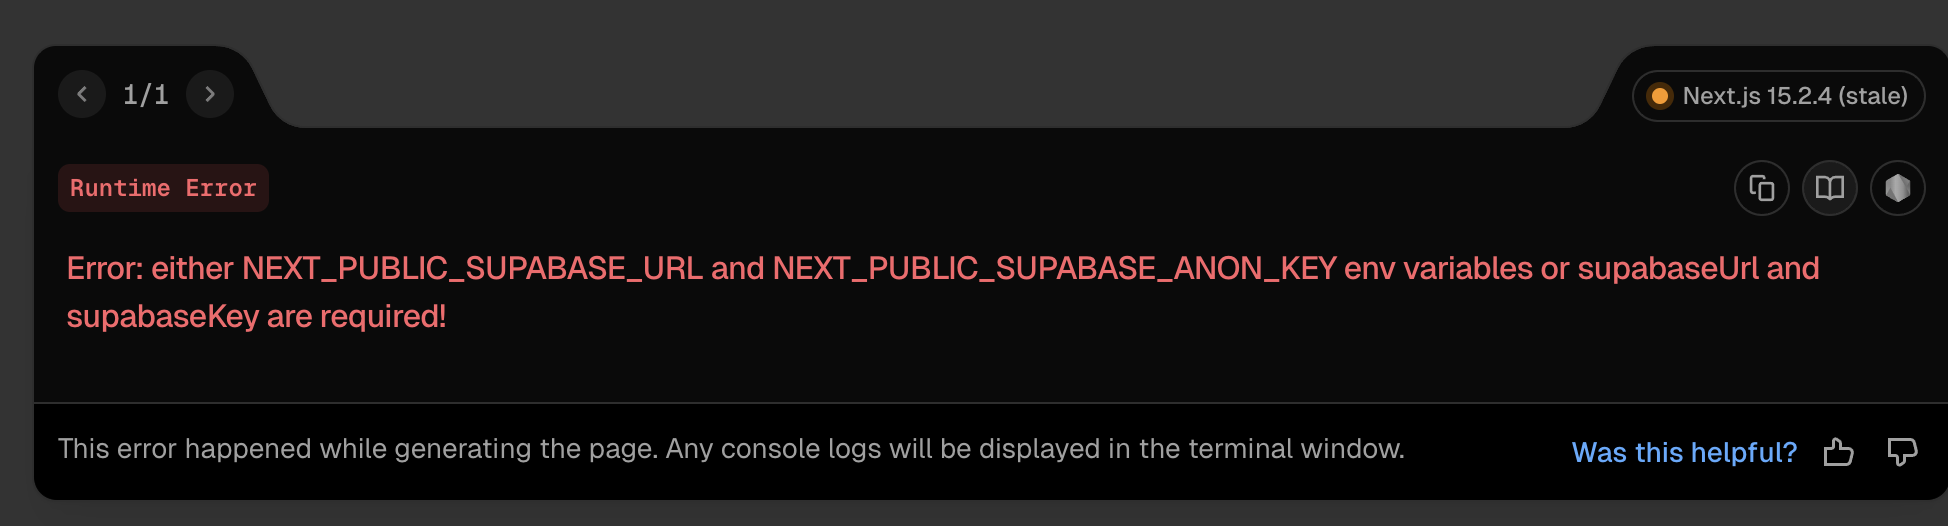 1/1
Next.js 15.2.4 (stale)
Runtime Error
Error: either NEXT_PUBLIC_SUPABASE_URL and NEXT_PUBLIC_SUPABASE_ANON_KEY env variables or supabaseUrl and
supabaseKey are required!
This error happened while generating the page. Any console logs will be displayed in the terminal window.
Was this helpful?